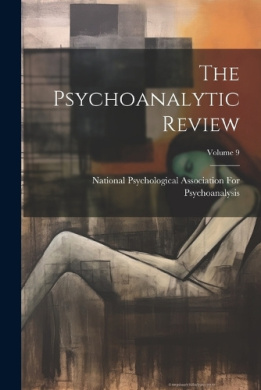 The
Psychoanalytic
Review
Volume 9
National Psychological Association For
Psychoanalysis